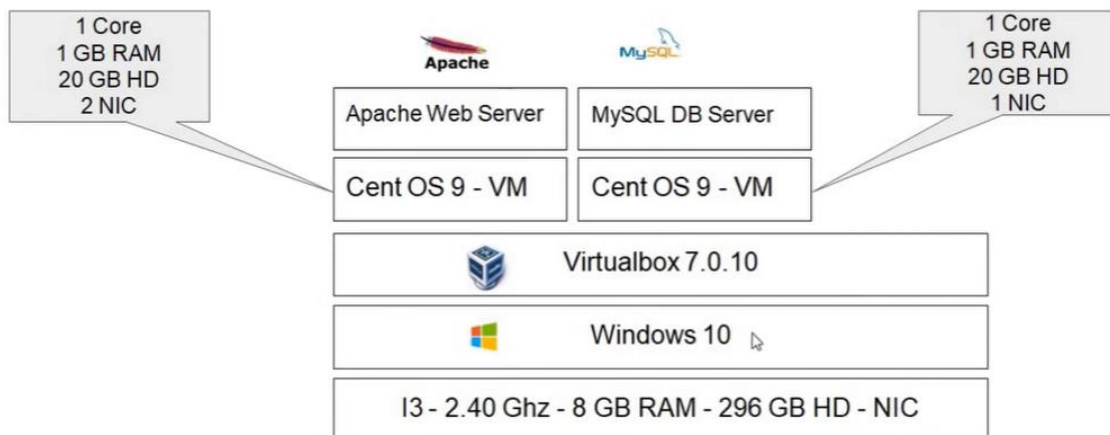 1 Core
1 GB RAM
20 GB HD
2 NIC
1 Core
1 GB RAM
20 GB HD
1 NIC
Apache
MySQL
Apache Web Server
MySQL DB Server
Cent OS 9 - VM
Cent OS 9 - VM
Virtualbox 7.0.10
Windows 10
I3 - 2.40 Ghz - 8 GB RAM - 296 GB HD - NIC